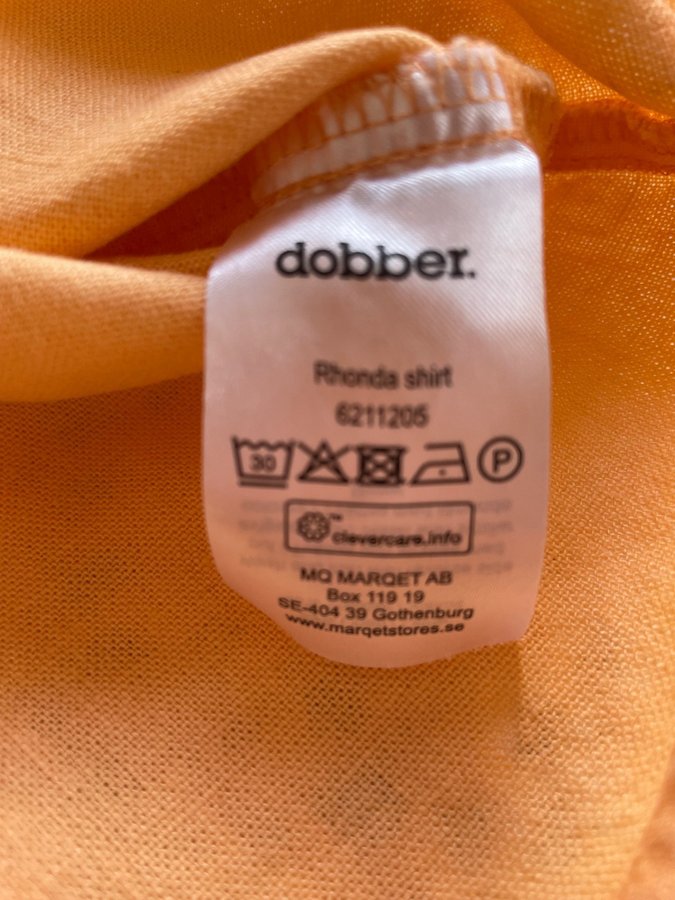 dobber.
Rhonda shirt
6211205
30 P
™
clevercare.info
MQ MARQET AB
Box 119 19
SE-404 39 Gothenburg
www.marqetstores.se